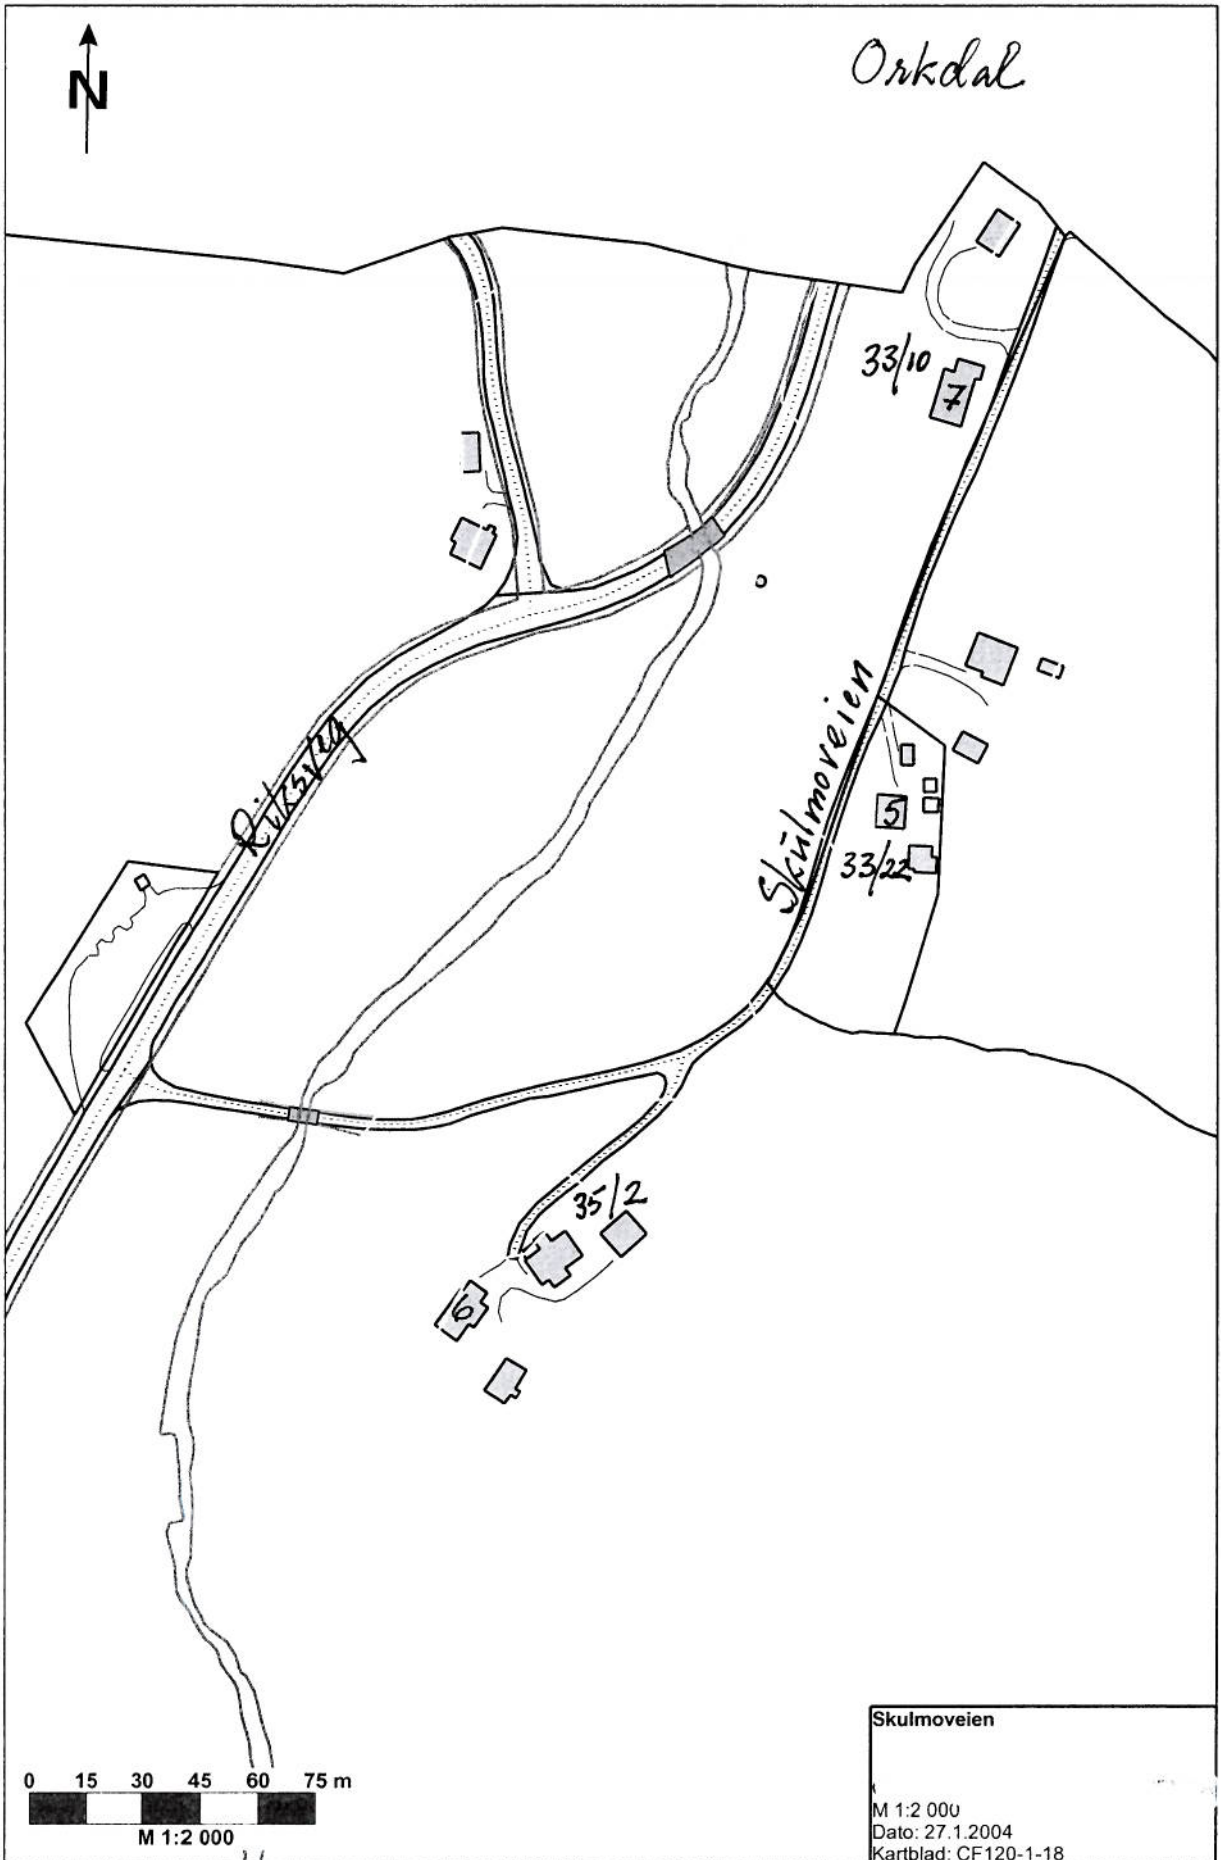 N
Orkdal
33/10
7
Skulmoveien
Riksveg
5
33/22
35/2
6
0 15 30 45 60 75 m
M 1:2 000
Skulmoveien
M 1:2 000
Dato: 27.1.2004
Kartblad: CF120-1-18